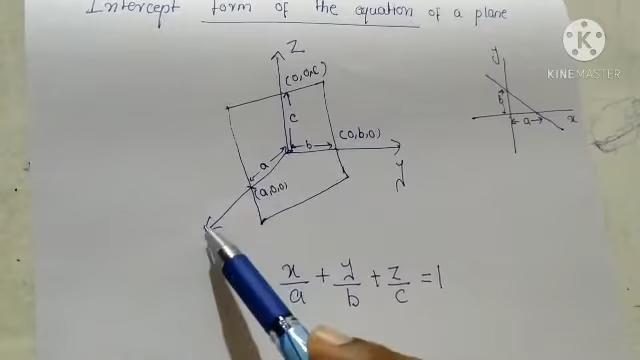 Intercept form of the equation of a plane
Z
(0,0,c)
c
a
b
(0,b,0)
y
(a,0,0)
y
b
a
x
x/a + y/b + z/c = 1
K
KINEMASTER